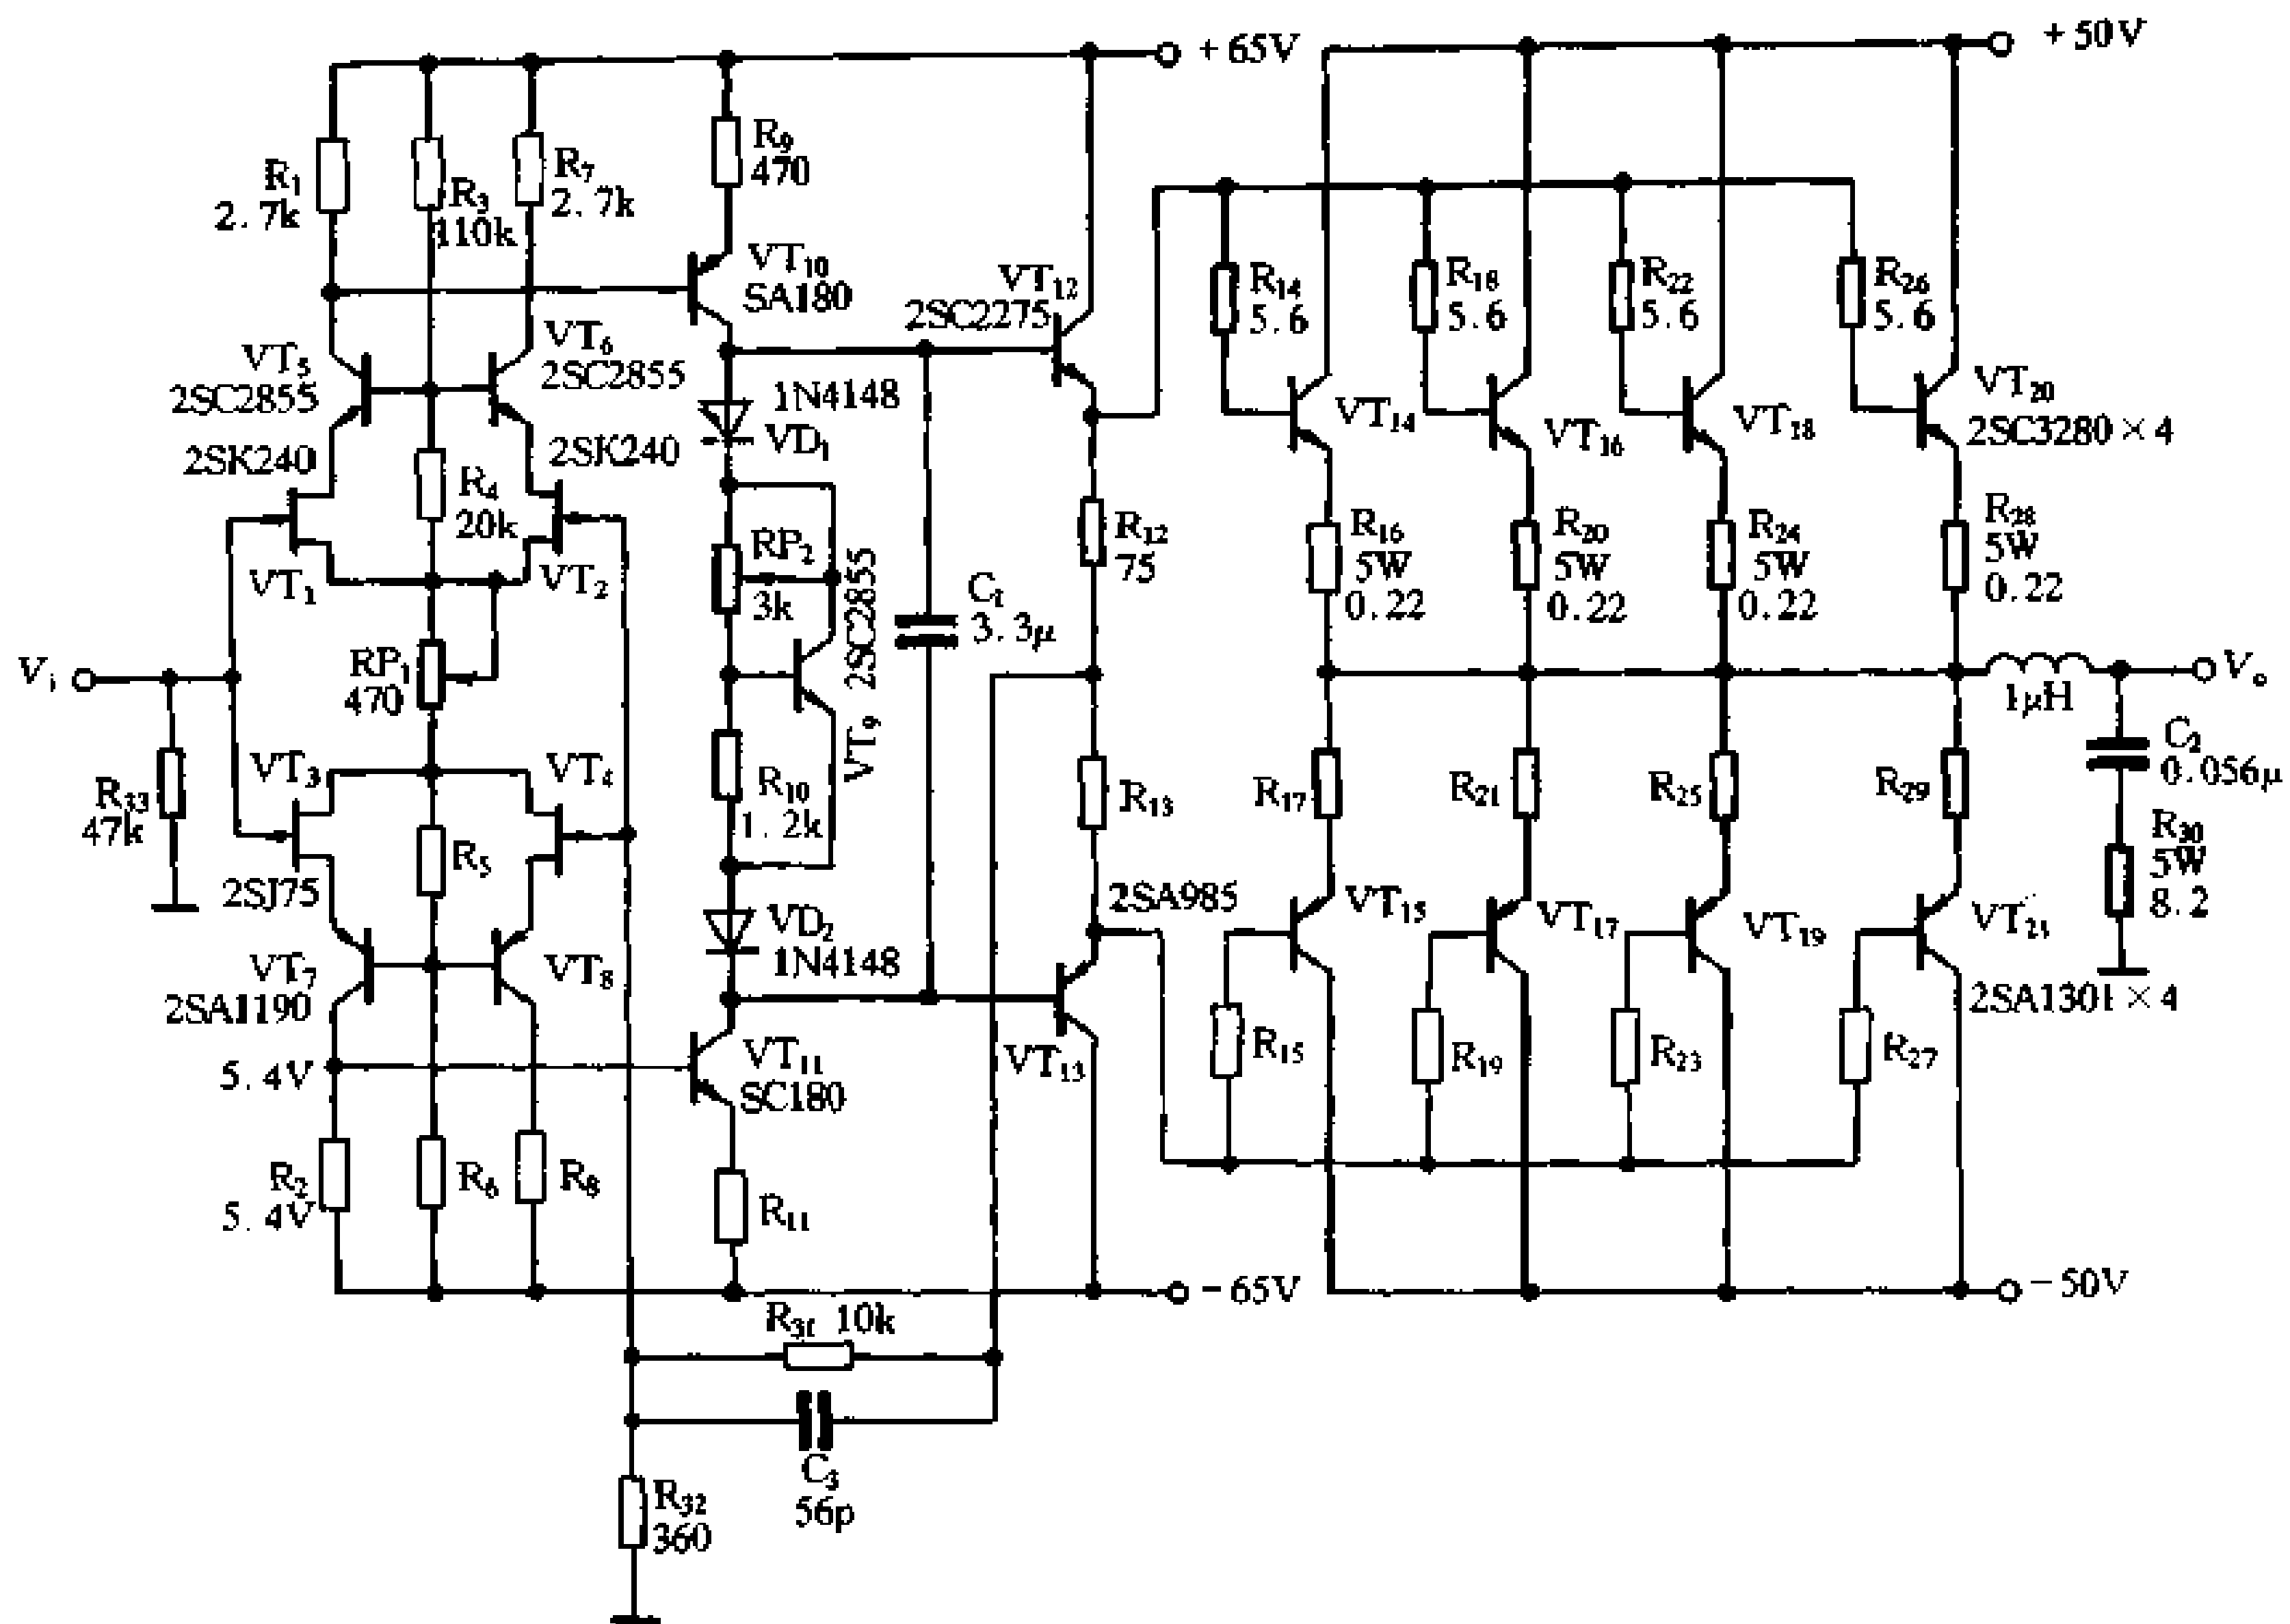 +65V
+50V
R1
2.7k
R3
110k
R7
2.7k
R9
470
VT10
SA180
VT12
2SC2275
R14
5.6
R18
5.6
R22
5.6
R26
5.6
VT5
2SC2855
VT6
2SC2855
1N4148
VD1
VT14
VT16
VT18
VT20
2SC3280×4
2SK240
2SK240
R4
20k
VT1
VT2
RP2
3k
2SC2855
VT9
C1
3.3μ
R12
75
R16
5W
0.22
R20
5W
0.22
R24
5W
0.22
R28
5W
0.22
Vi
RP1
470
1μH
Vo
R33
47k
VT3
VT4
R10
1.2k
R13
R17
R21
R25
R29
C2
0.056μ
R30
5W
8.2
2SJ75
R5
VD2
1N4148
2SA985
VT15
VT17
VT19
VT21
2SA1301×4
VT7
2SA1190
VT8
VT11
SC180
VT13
R15
R19
R23
R27
5.4V
R2
5.4V
R6
R8
R11
-65V
-50V
R31 10k
C3
56p
R32
360